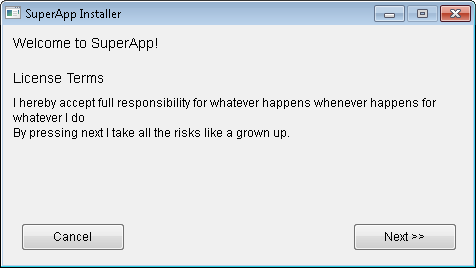 SuperApp Installer
Welcome to SuperApp!
License Terms
I hereby accept full responsibility for whatever happens whenever happens for
whatever I do
By pressing next I take all the risks like a grown up.
Cancel
Next >>